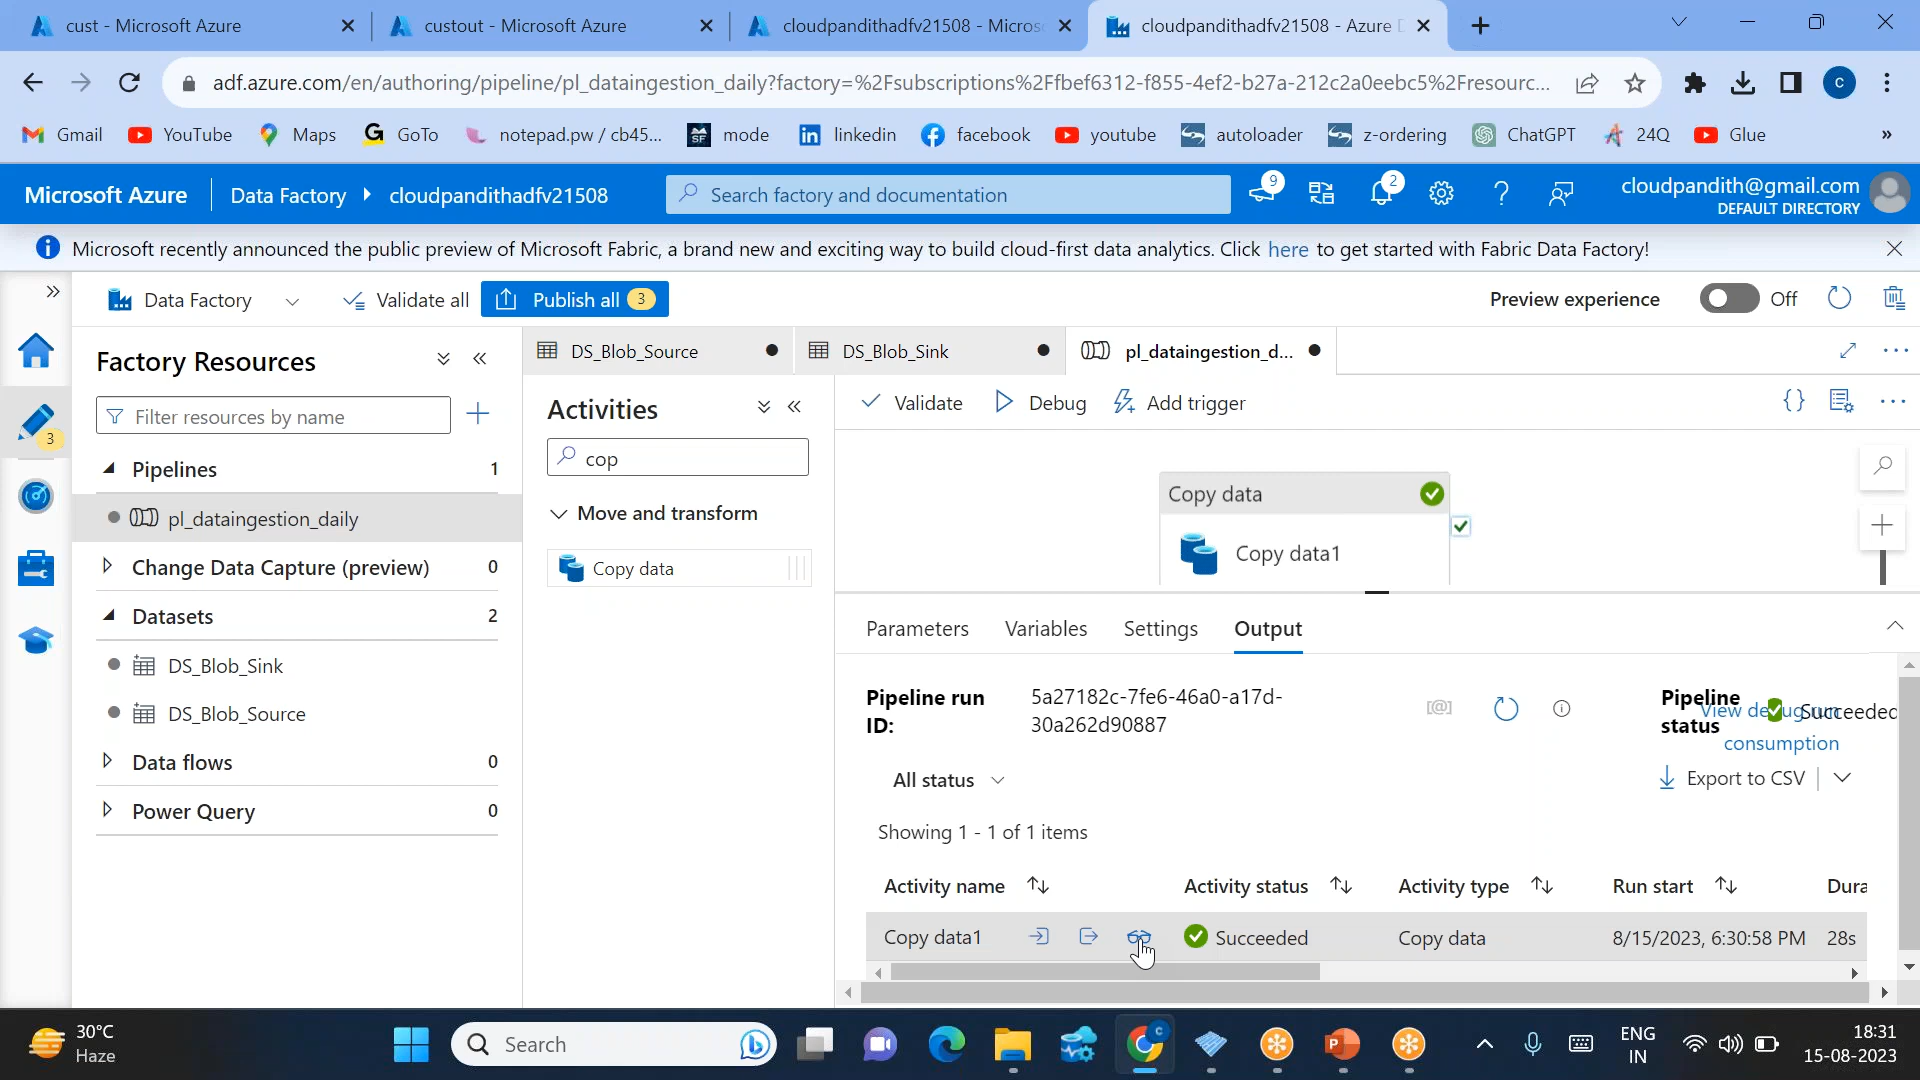 cust - Microsoft Azure
custout - Microsoft Azure
cloudpandithadfv21508 - Micros
cloudpandithadfv21508 - Azure D
adf.azure.com/en/authoring/pipeline/pl_dataingestion_daily?factory=%2Fsubscriptions%2Ffbef6312-f855-4ef2-b27a-212c2a0eebc5%2Fresourc...
c
Gmail
YouTube
Maps
GoTo
notepad.pw / cb45...
mode
linkedin
facebook
youtube
autoloader
z-ordering
ChatGPT
24Q
Glue
»
Microsoft Azure
Data Factory
cloudpandithadfv21508
Search factory and documentation
9
2
cloudpandith@gmail.com
DEFAULT DIRECTORY
Microsoft recently announced the public preview of Microsoft Fabric, a brand new and exciting way to build cloud-first data analytics. Click here to get started with Fabric Data Factory!
Data Factory
Validate all
Publish all 3
Preview experience
Off
3
Factory Resources
Filter resources by name
Pipelines 1
pl_dataingestion_daily
Change Data Capture (preview) 0
Datasets 2
DS_Blob_Sink
DS_Blob_Source
Data flows 0
Power Query 0
DS_Blob_Source
DS_Blob_Sink
pl_dataingestion_d...
Activities
cop
Move and transform
Copy data
Validate
Debug
Add trigger
Copy data
Copy data1
Parameters
Variables
Settings
Output
Pipeline run
ID:
5a27182c-7fe6-46a0-a17d-
30a262d90887
Pipeline
status
Succeeded
View debug run
consumption
All status
Export to CSV
Showing 1 - 1 of 1 items
Activity name
Activity status
Activity type
Run start
Dura
Copy data1
Succeeded
Copy data
8/15/2023, 6:30:58 PM
28s
30°C
Haze
Search
ENG
IN
18:31
15-08-2023